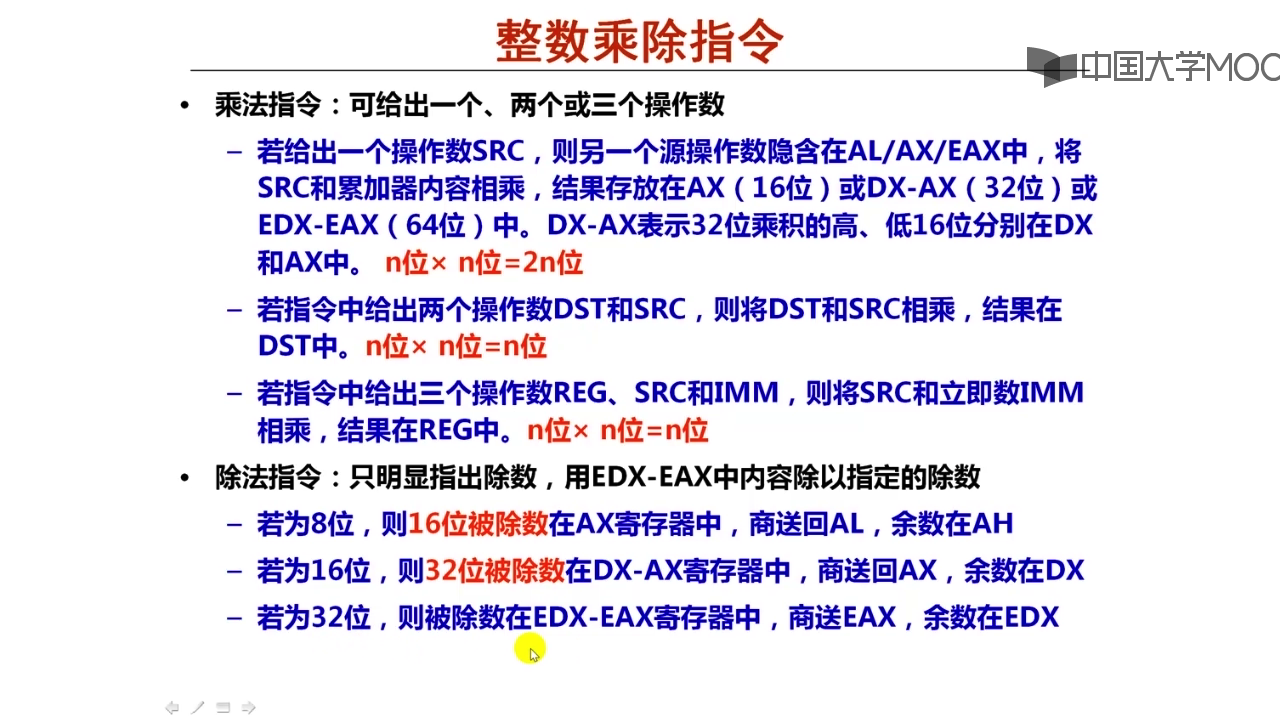 整数乘除指令
中国大学MOO
• 乘法指令：可给出一个、两个或三个操作数
– 若给出一个操作数SRC，则另一个源操作数隐含在AL/AX/EAX中，将
SRC和累加器内容相乘，结果存放在AX（16位）或DX-AX（32位）或
EDX-EAX（64位）中。DX-AX表示32位乘积的高、低16位分别在DX
和AX中。 n位× n位=2n位
– 若指令中给出两个操作数DST和SRC，则将DST和SRC相乘，结果在
DST中。n位× n位=n位
– 若指令中给出三个操作数REG、SRC和IMM，则将SRC和立即数IMM
相乘，结果在REG中。n位× n位=n位
• 除法指令：只明显指出除数，用EDX-EAX中内容除以指定的除数
– 若为8位，则16位被除数在AX寄存器中，商送回AL，余数在AH
– 若为16位，则32位被除数在DX-AX寄存器中，商送回AX，余数在DX
– 若为32位，则被除数在EDX-EAX寄存器中，商送EAX，余数在EDX